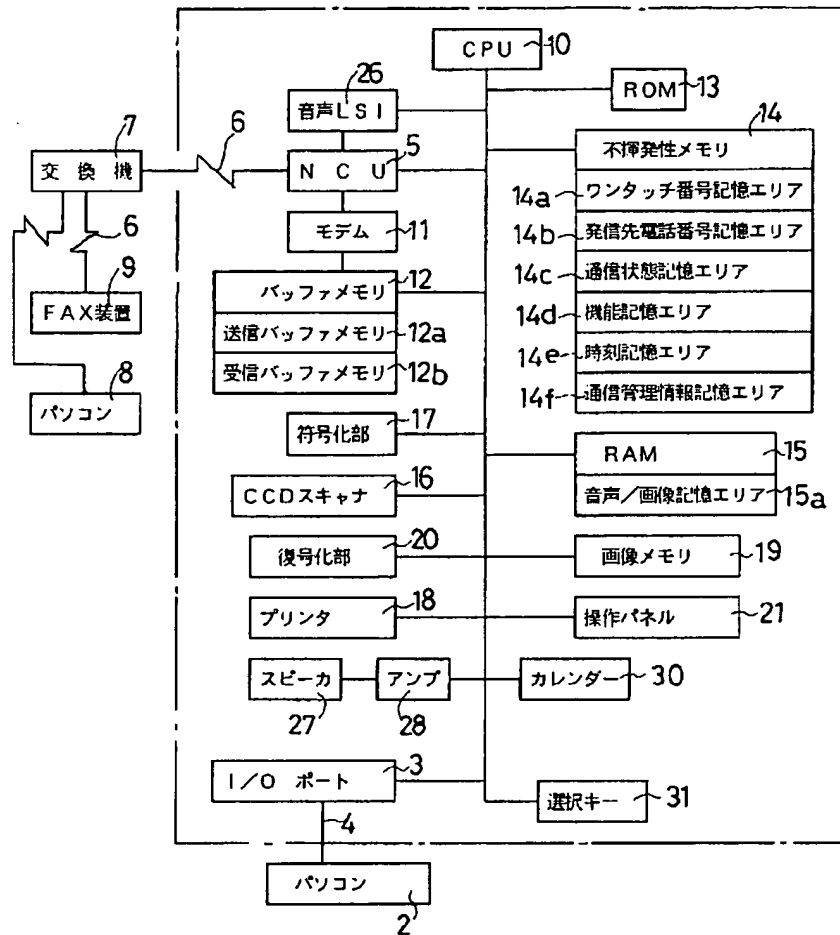 CPU 10
ROM 13
26
音声LSI
14
不揮発性メモリ
14a ワンタッチ番号記憶エリア
14b 発信先電話番号記憶エリア
14c 通信状態記憶エリア
14d 機能記憶エリア
14e 時刻記憶エリア
14f 通信管理情報記憶エリア
7
交換機
6
NCU 5
モデム 11
6
9
FAX装置
8
パソコン
バッファメモリ 12
送信バッファメモリ 12a
受信バッファメモリ 12b
符号化部 17
RAM 15
音声/画像記憶エリア 15a
CCDスキャナ 16
復号化部 20
画像メモリ 19
プリンタ 18
操作パネル 21
スピーカ
27
アンプ
28
カレンダー 30
I/O ポート 3
4
選択キー 31
パソコン
2